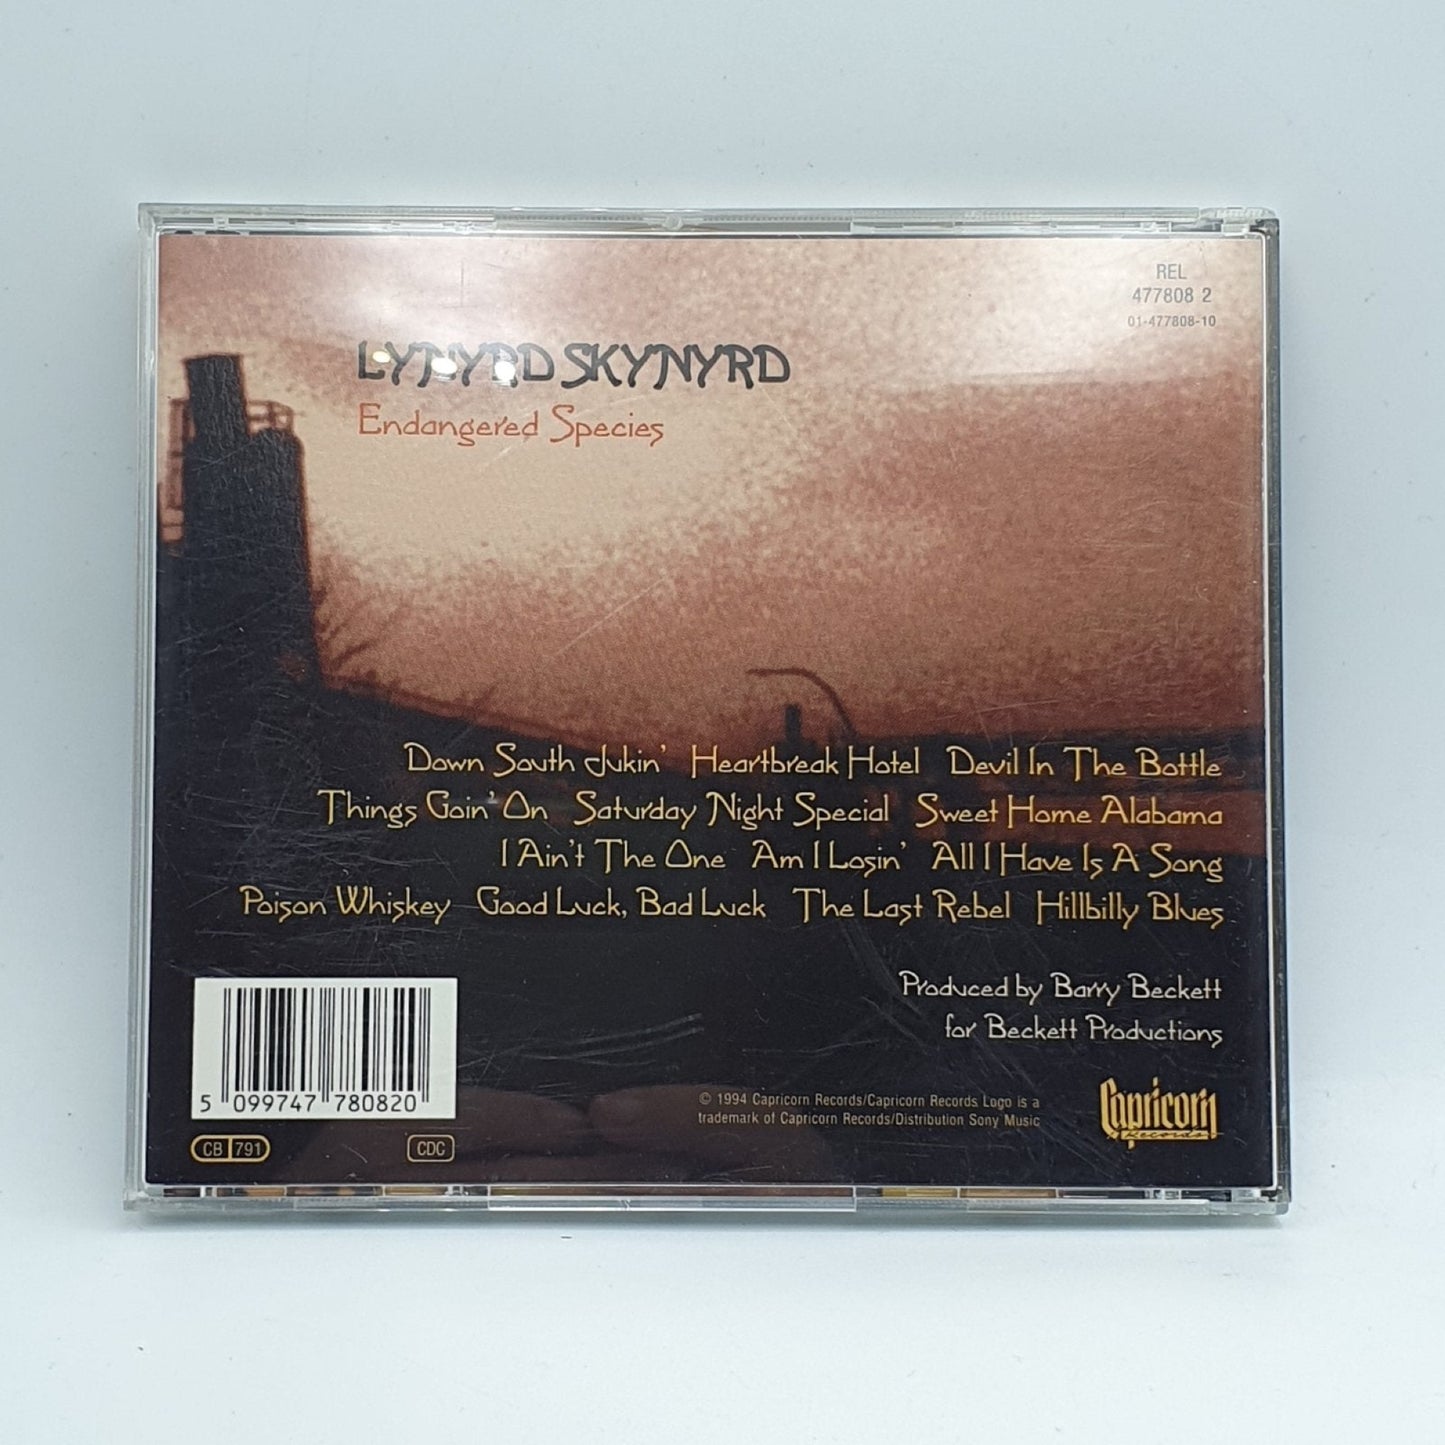 REL
477808 2
01-477808-10
LYNYRD SKYNYRD
Endangered Species
Down South Jukin' Heartbreak Hotel Devil In The Bottle
Things Goin' On Saturday Night Special Sweet Home Alabama
I Ain't The One Am I Losin' All I Have Is A Song
Poison Whiskey Good Luck, Bad Luck The Last Rebel Hillbilly Blues
Produced by Barry Beckett
for Beckett Productions
5 099747 780820
CB 791
CDC
© 1994 Capricorn Records/Capricorn Records Logo is a
trademark of Capricorn Records/Distribution Sony Music
Capricorn
Records